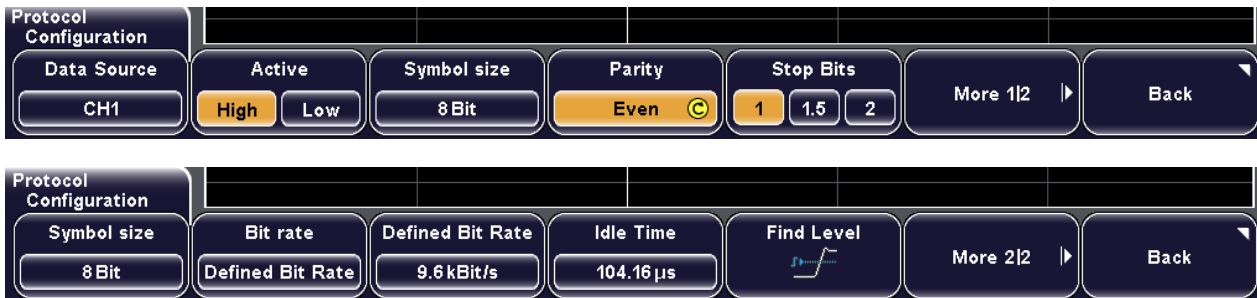 Protocol
Configuration
Data Source Active Symbol size Parity Stop Bits More 1|2 Back
CH1 High Low 8 Bit Even C 1 1.5 2
Protocol
Configuration
Symbol size Bit rate Defined Bit Rate Idle Time Find Level More 2|2 Back
8 Bit Defined Bit Rate 9.6 kBit/s 104.16 µs